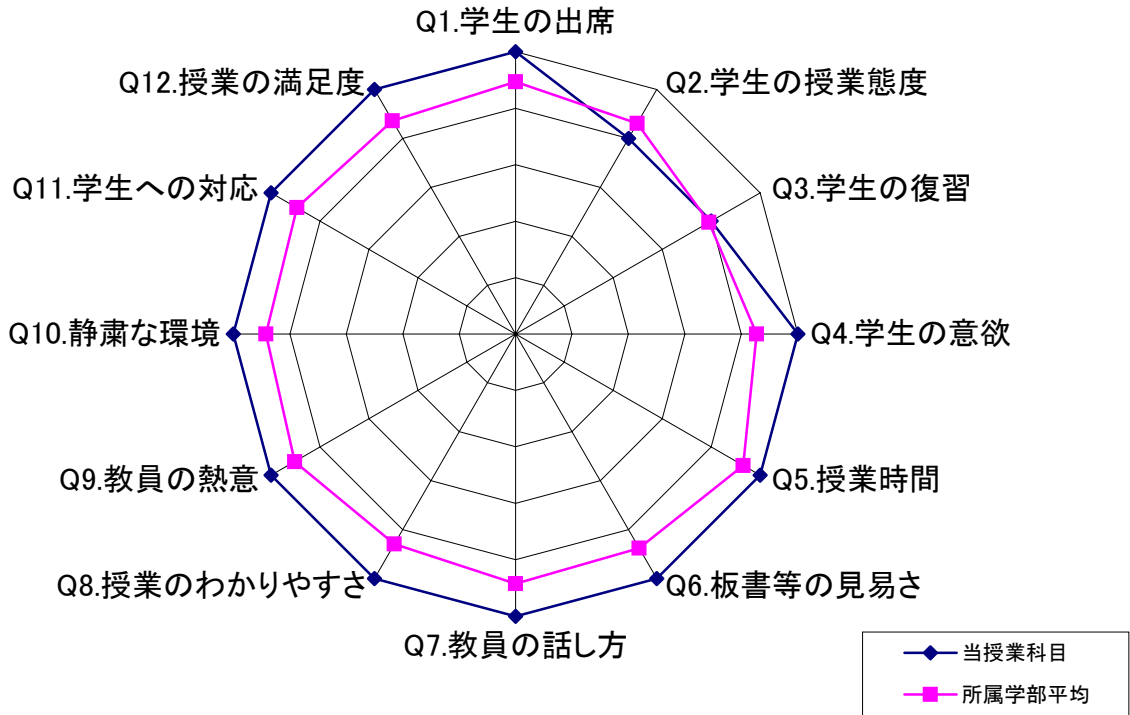 Q1.学生の出席
Q2.学生の授業態度
Q3.学生の復習
Q4.学生の意欲
Q5.授業時間
Q6.板書等の見易さ
Q7.教員の話し方
Q8.授業のわかりやすさ
Q9.教員の熱意
Q10.静粛な環境
Q11.学生への対応
Q12.授業の満足度
当授業科目
所属学部平均